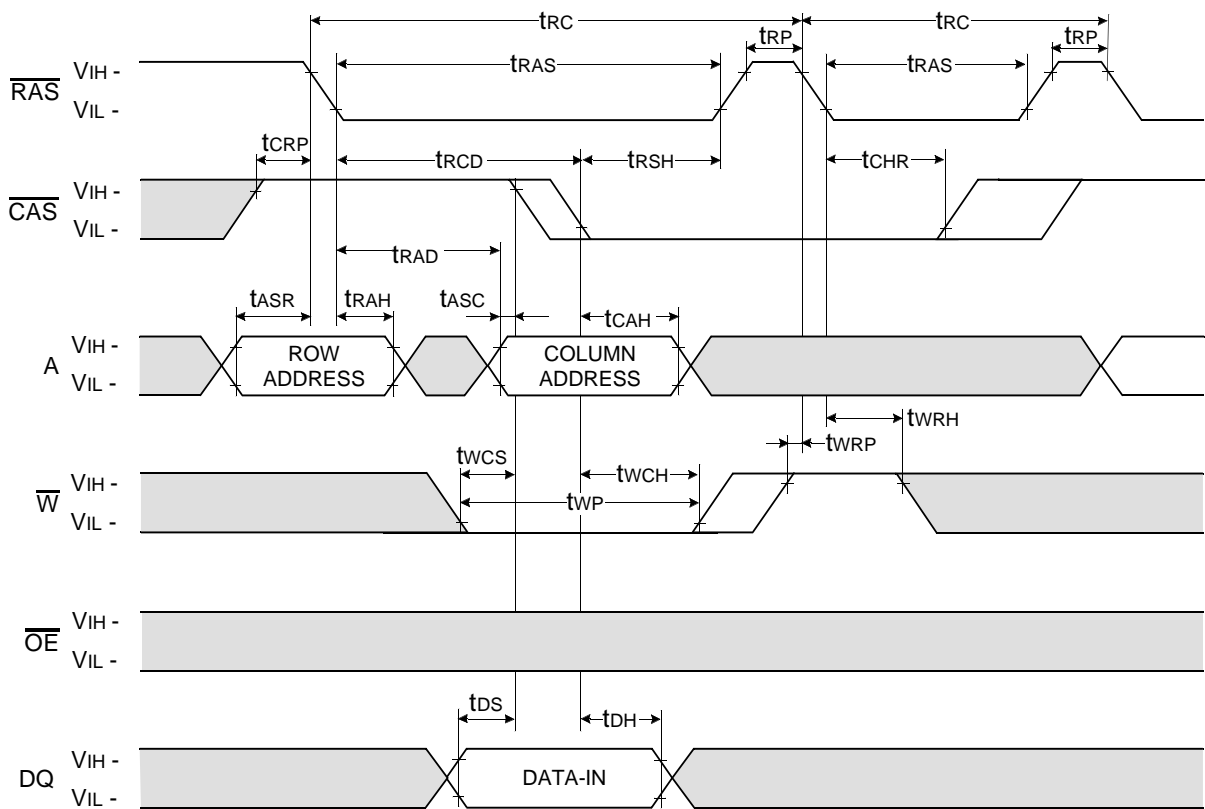 tRC tRC
tRP tRP
tRAS tRAS
RAS VIH -
VIL -
tCRP tRCD tRSH tCHR
CAS VIH -
VIL -
tRAD
tASR tRAH tASC tCAH
A VIH -
VIL -
ROW
ADDRESS
COLUMN
ADDRESS
tWRH
tWRP
tWCS tWCH
tWP
W VIH -
VIL -
OE VIH -
VIL -
tDS tDH
DQ VIH -
VIL -
DATA-IN